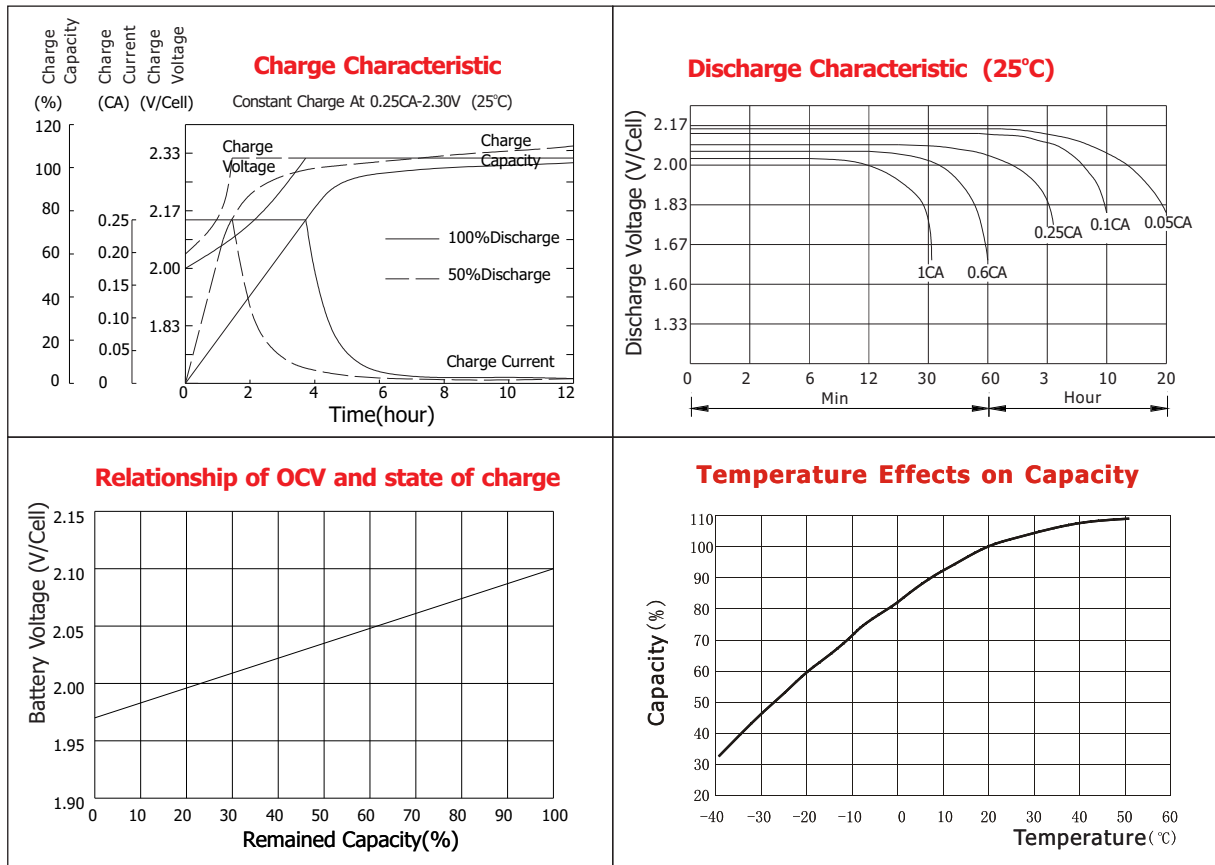 Charge Capacity
Charge Current
Charge Voltage
(%) (CA) (V/Cell)
Charge Characteristic
Constant Charge At 0.25CA-2.30V (25°C)
120
100
80
60
40
20
0
0.25
0.20
0.15
0.10
0.05
0
2.33
2.17
2.00
1.83
Charge Voltage
Charge Capacity
100%Discharge
50%Discharge
Charge Current
0 2 4 6 8 10 12
Time(hour)
Discharge Characteristic (25°C)
Discharge Voltage (V/Cell)
2.17
2.00
1.83
1.67
1.60
1.33
1CA 0.6CA 0.25CA 0.1CA 0.05CA
0 2 6 12 30 60 3 10 20
Min Hour
Relationship of OCV and state of charge
Battery Voltage (V/Cell)
2.15
2.10
2.05
2.00
1.95
1.90
0 10 20 30 40 50 60 70 80 90 100
Remained Capacity(%)
Temperature Effects on Capacity
Capacity(%)
110
100
90
80
70
60
50
40
30
20
-40 -30 -20 -10 0 10 20 30 40 50 60
Temperature(℃)